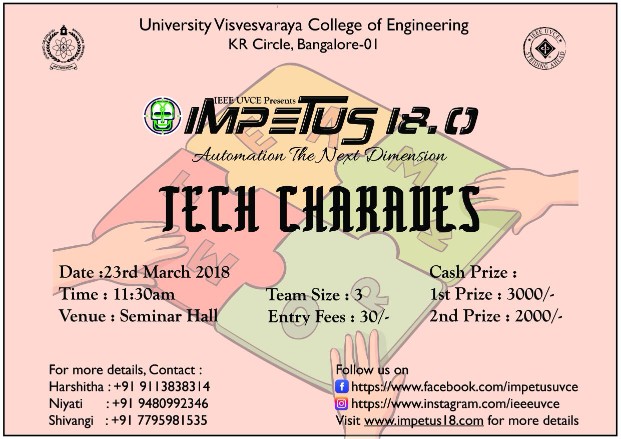 University Visvesvaraya College of Engineering
KR Circle, Bangalore-01
IEEE UVCE
STRIDING AHEAD
IEEE UVCE Presents
IMPETUS 18.0
Automation The Next Dimension
TECH CHARADES
Date :23rd March 2018
Time : 11:30am
Venue : Seminar Hall
Team Size : 3
Entry Fees : 30/-
Cash Prize :
1st Prize : 3000/-
2nd Prize : 2000/-
For more details, Contact :
Harshitha : +91 9113838314
Niyati : +91 9480992346
Shivangi : +91 7795981535
Follow us on
https://www.facebook.com/impetusuvce
https://www.instagram.com/ieeeuvce
Visit www.impetus18.com for more details